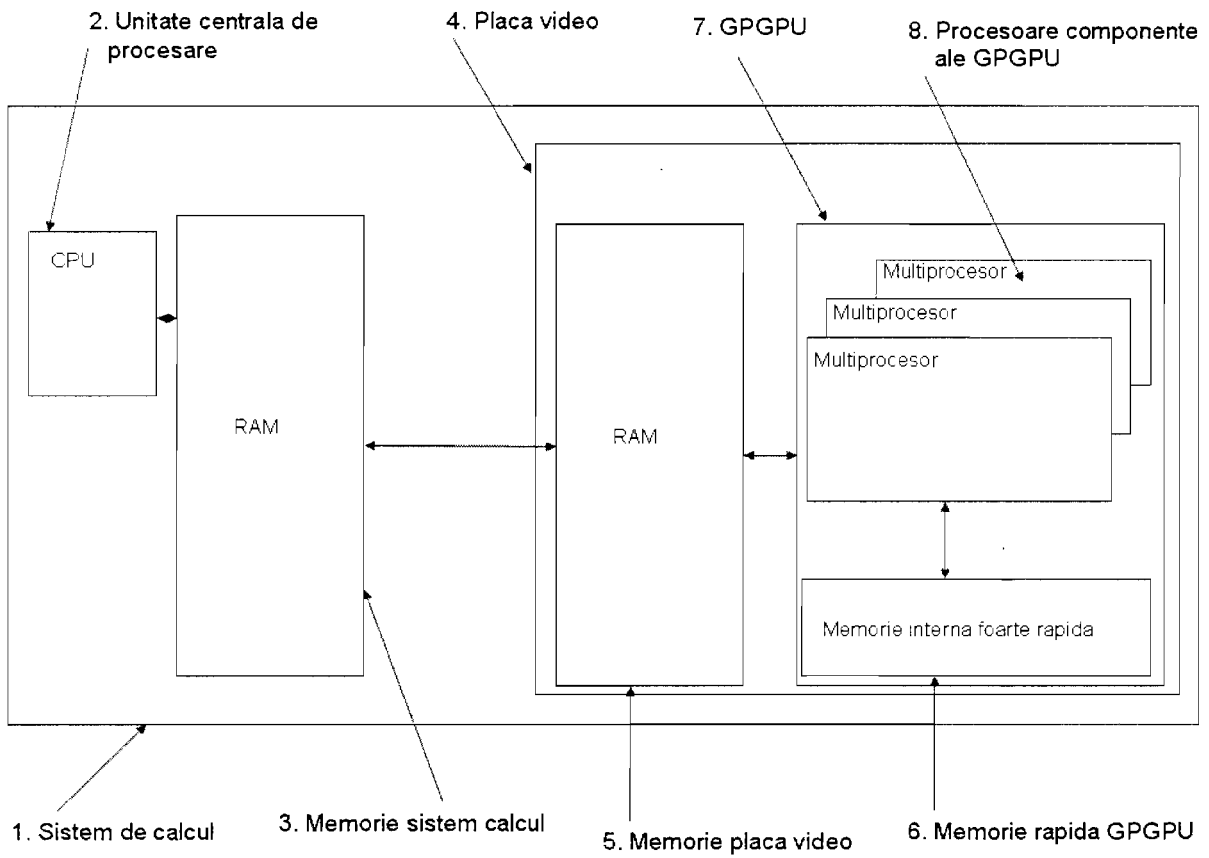 2. Unitate centrala de
procesare
4. Placa video
7. GPGPU
8. Procesoare componente
ale GPGPU
CPU
RAM
RAM
Multiprocesor
Multiprocesor
Multiprocesor
Memorie interna foarte rapida
1. Sistem de calcul
3. Memorie sistem calcul
5. Memorie placa video
6. Memorie rapida GPGPU